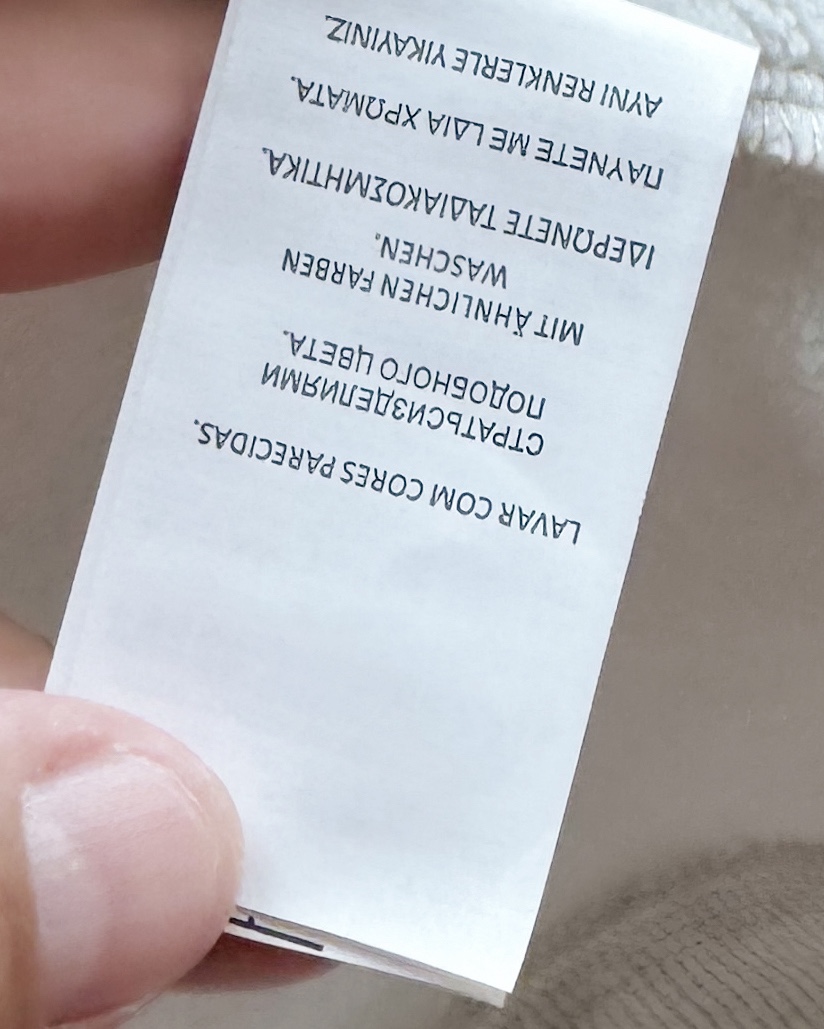 LAVAR COM CORES PARECIDAS.
СТРАТЬСИЗДЕЛИЯМИ
ПОДОБНОГО ЦВЕТА.
MIT ÄHNLICHEN FARBEN
WASCHEN.
ΙΔΕΡΩΝΕΤΕ ΤΑΔΙΑΚΟΣΜΗΤΙΚΑ.
ΠΛΥΝΕΤΕ ΜΕ ΙΔΙΑ ΧΡΩΜΑΤΑ.
AYNI RENKLERLE YIKAYINIZ.